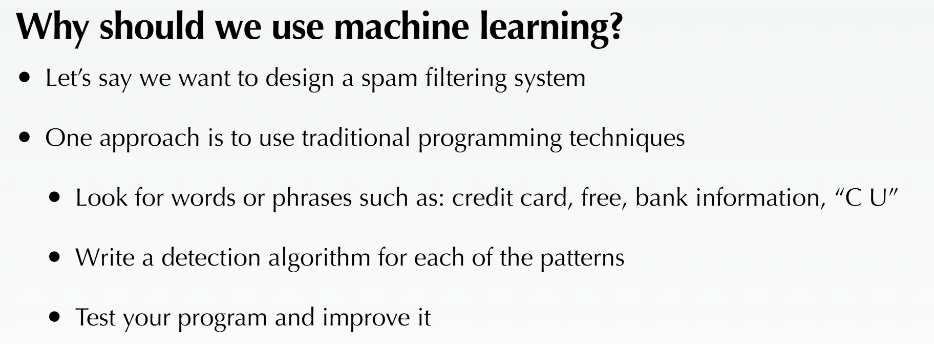 Why should we use machine learning?
• Let’s say we want to design a spam filtering system
• One approach is to use traditional programming techniques
• Look for words or phrases such as: credit card, free, bank information, “C U”
• Write a detection algorithm for each of the patterns
• Test your program and improve it